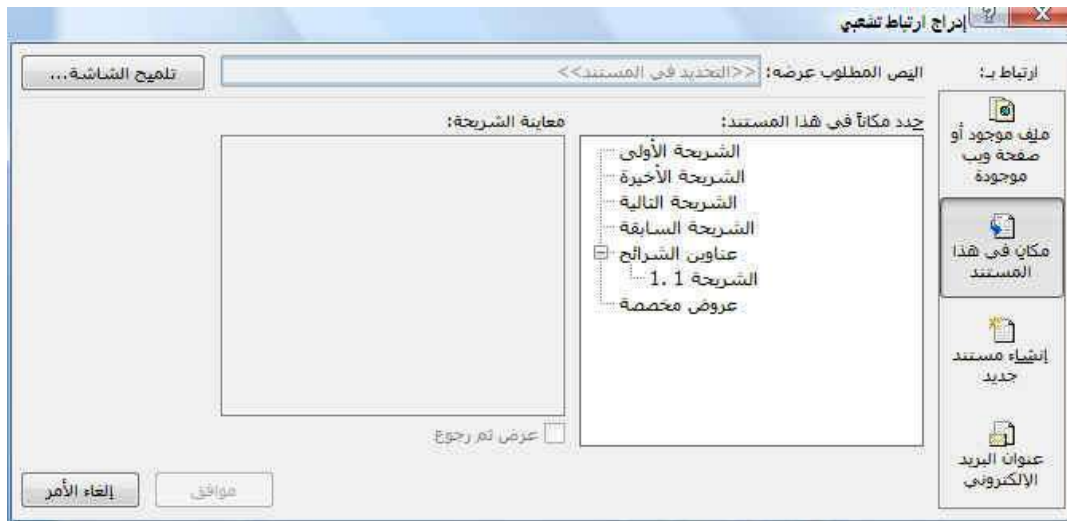 إدراج ارتباط تشعبي
ارتباط بـ:
النص المطلوب عرضه:
<<التحديد في المستند>>
تلميح الشاشة...
ملف موجود أو
صفحة ويب
موجودة
مكان في هذا
المستند
إنشاء مستند
جديد
عنوان البريد
الإلكتروني
حدد مكاناً في هذا المستند:
الشريحة الأولى
الشريحة الأخيرة
الشريحة التالية
الشريحة السابقة
عناوين الشرائح
1. الشريحة 1
عروض مخصصة
معاينة الشريحة:
عرض ثم رجوع
موافق
إلغاء الأمر